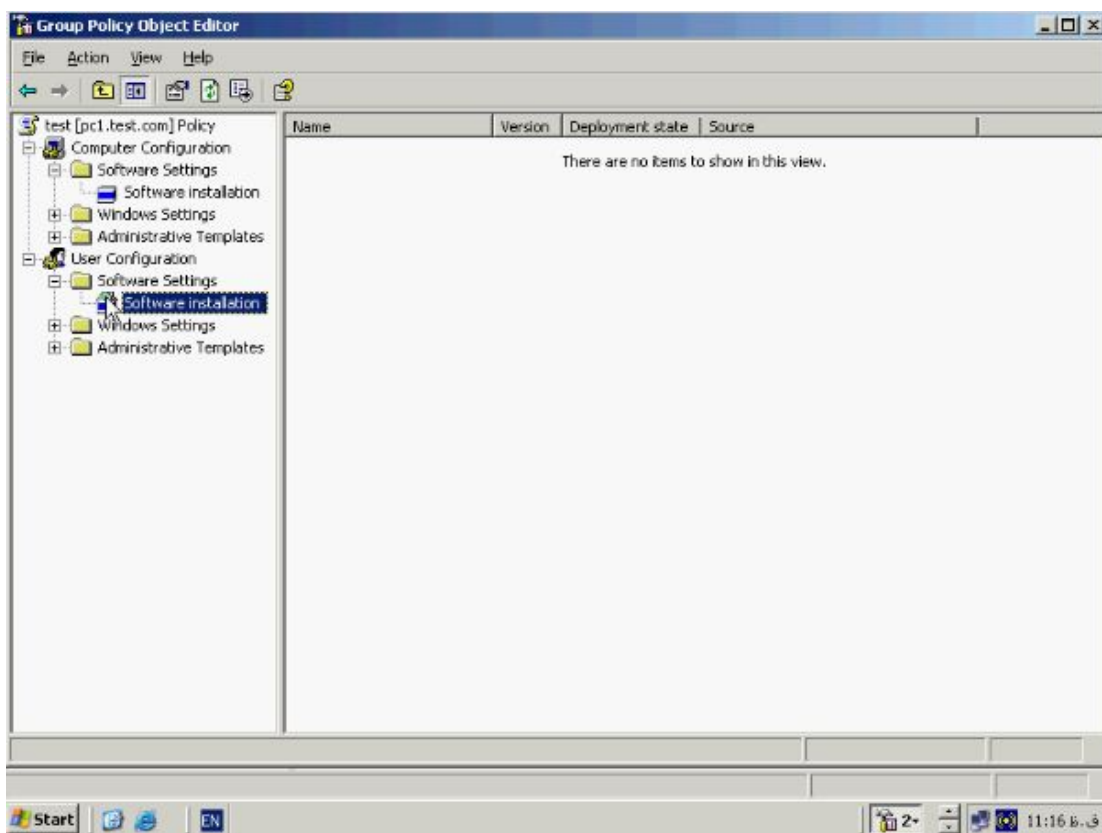 Group Policy Object Editor
File Action View Help
test [pc1.test.com] Policy
Computer Configuration
Software Settings
Software installation
Windows Settings
Administrative Templates
User Configuration
Software Settings
Software installation
Windows Settings
Administrative Templates
Name Version Deployment state Source
There are no items to show in this view.
Start EN 2 11:16 ق.ظ